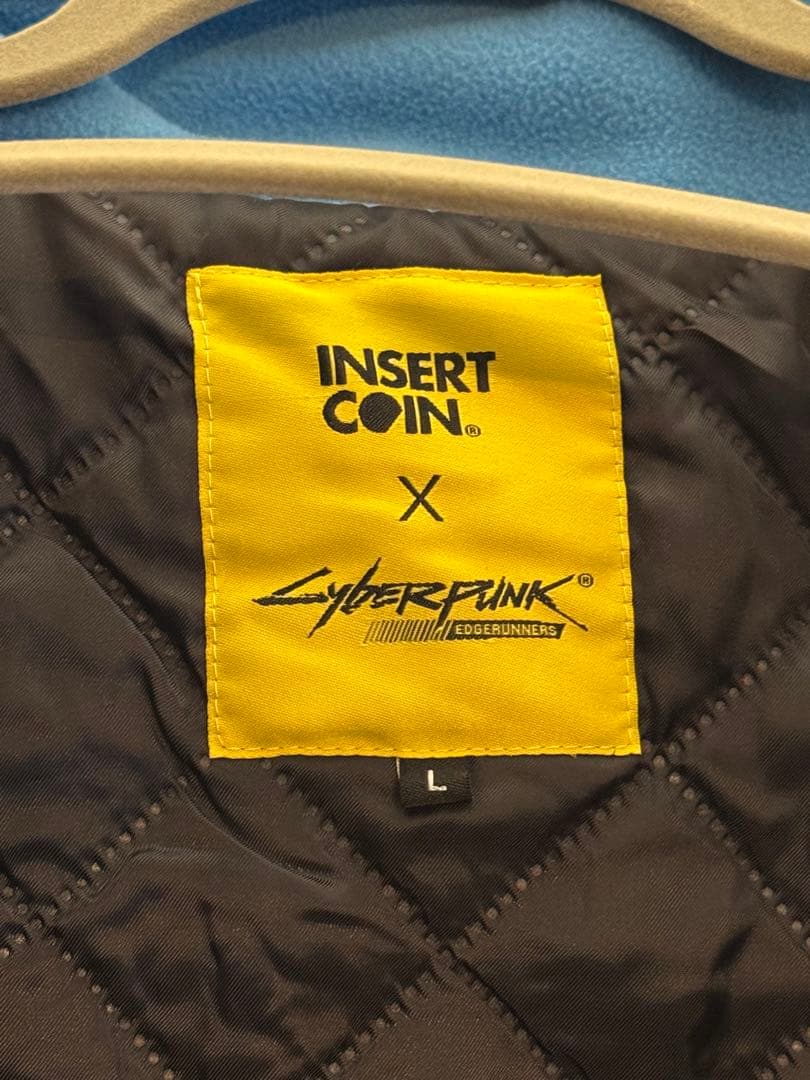 INSERT
COIN®
X
Cyberpunk®
EDGERUNNERS
L